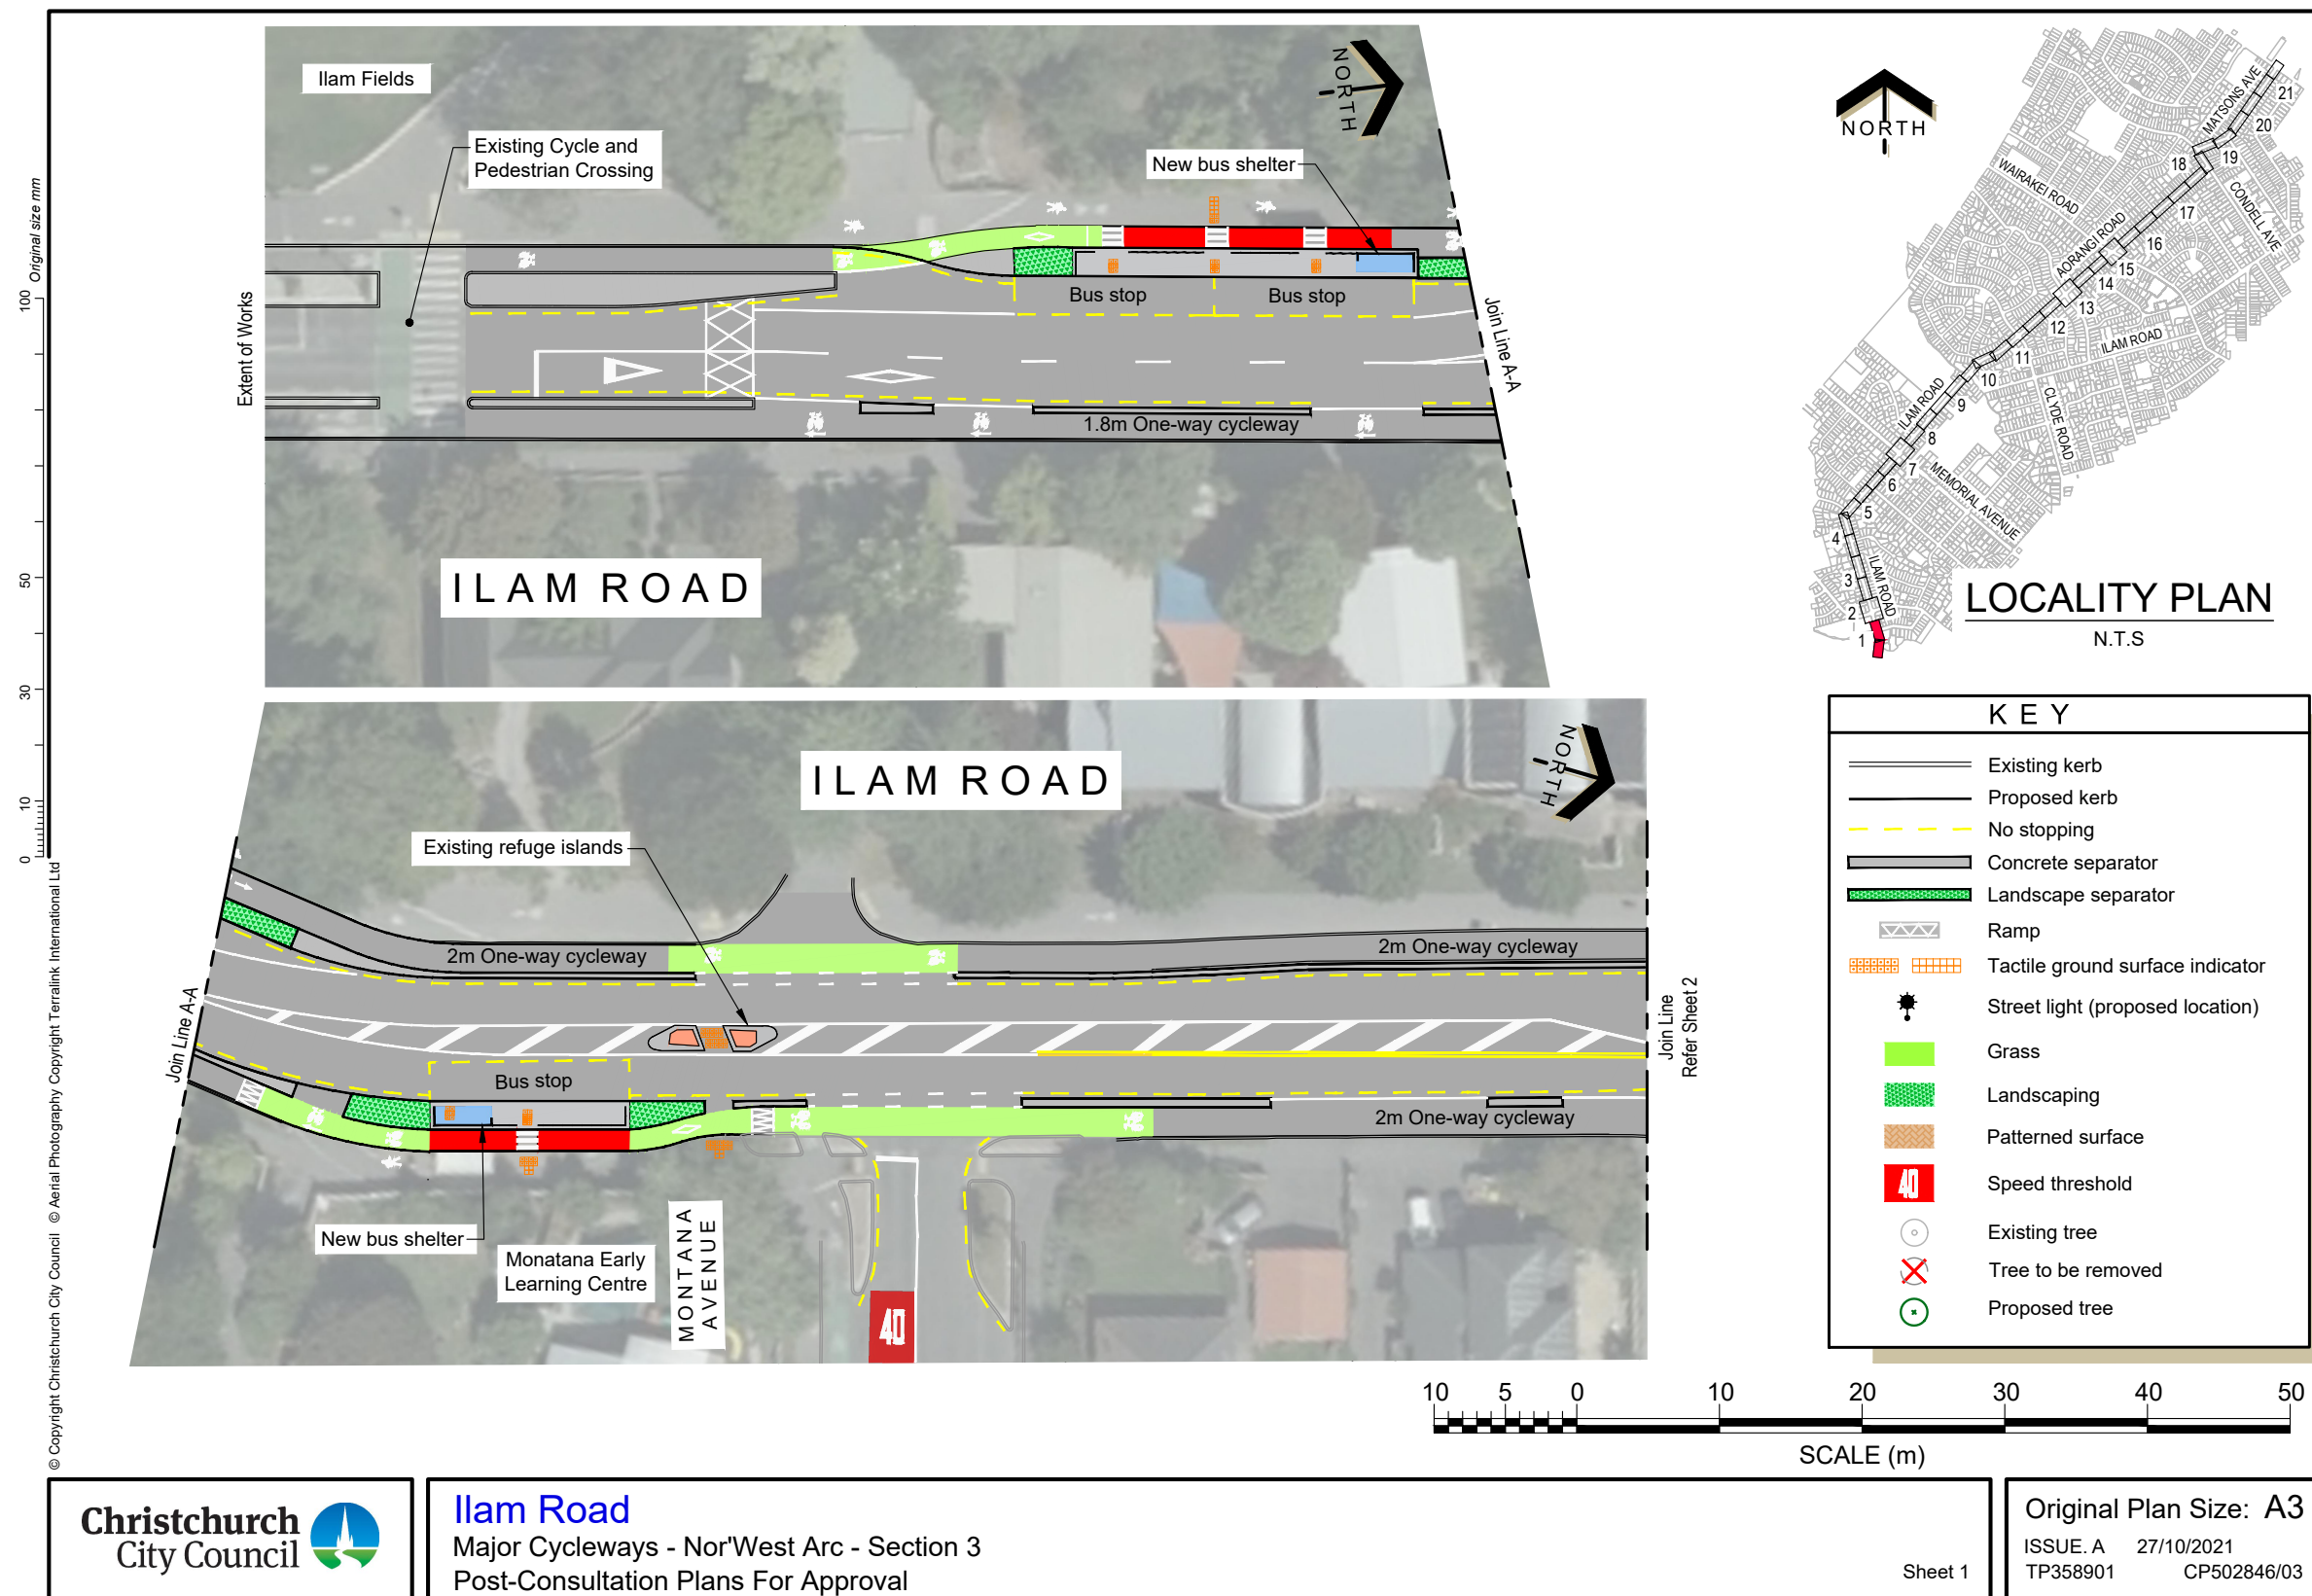 Ilam Fields
Existing Cycle and
Pedestrian Crossing
New bus shelter
NORTH
Extent of Works
Bus stop
Bus stop
Join Line A-A
1.8m One-way cycleway
ILAM ROAD
NORTH
MATSONS AVE
WAIRAKEI ROAD
CONDELL AVE
AORANGI ROAD
ILAM ROAD
CLYDE ROAD
ILAM ROAD
MEMORIAL AVENUE
ILAM ROAD
21
20
19
18
17
16
15
14
13
12
11
10
9
8
7
6
5
4
3
2
1
LOCALITY PLAN
N.T.S
ILAM ROAD
NORTH
Existing refuge islands
2m One-way cycleway
2m One-way cycleway
Join Line A-A
Join Line
Refer Sheet 2
Bus stop
2m One-way cycleway
New bus shelter
Monatana Early
Learning Centre
MONTANA
AVENUE
40
KEY
Existing kerb
Proposed kerb
No stopping
Concrete separator
Landscape separator
Ramp
Tactile ground surface indicator
Street light (proposed location)
Grass
Landscaping
Patterned surface
40
Speed threshold
Existing tree
Tree to be removed
Proposed tree
10 5 0 10 20 30 40 50
SCALE (m)
Original size mm
100
50
30
10
0
© Copyright Christchurch City Council © Aerial Photography Copyright Terralink International Ltd
Christchurch
City Council
Ilam Road
Major Cycleways - Nor'West Arc - Section 3
Post-Consultation Plans For Approval
Sheet 1
Original Plan Size: A3
ISSUE. A 27/10/2021
TP358901 CP502846/03